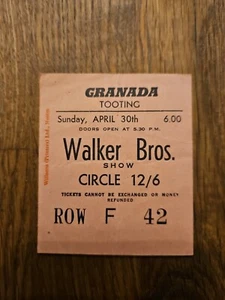 GRANADA
TOOTING
Sunday, APRIL 30th 6.00
DOORS OPEN AT 5.30 P.M.
Walker Bros.
SHOW
CIRCLE 12/6
TICKETS CANNOT BE EXCHANGED OR MONEY
REFUNDED
ROW F 42